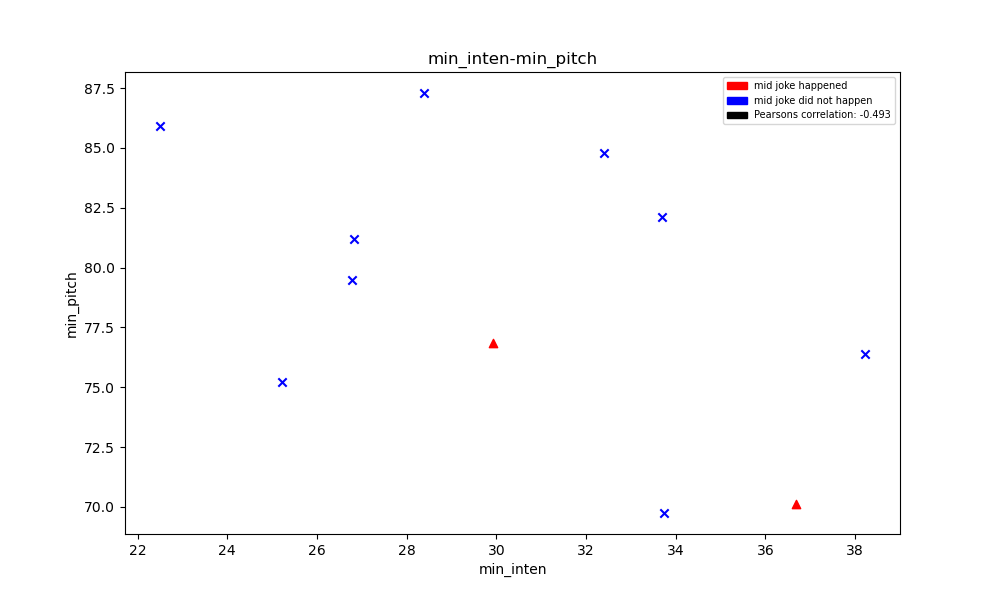 min_inten-min_pitch
mid joke happened
mid joke did not happen
Pearsons correlation: -0.493
87.5
85.0
82.5
80.0
77.5
75.0
72.5
70.0
min_pitch
22 24 26 28 30 32 34 36 38
min_inten